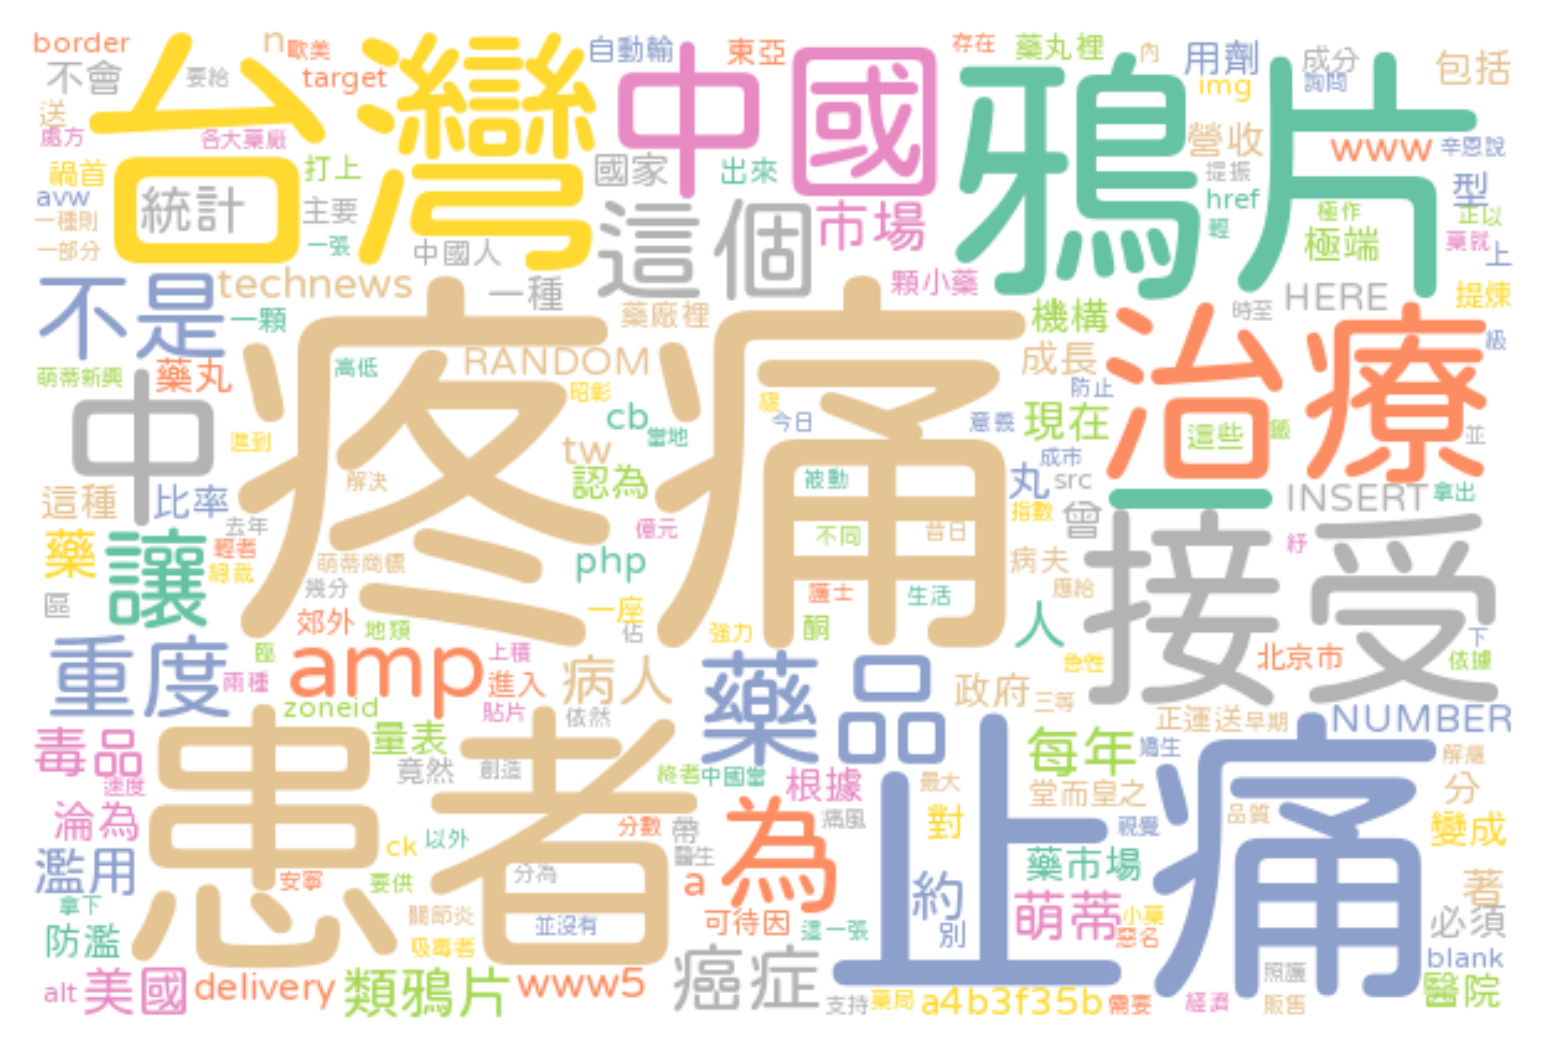 border
n
歐美
自動輸
東亞
存在
藥丸裡
內
用劑
成分
包括
不會
要給
target
台灣
中國
鴉片
img
詢問
送
處方
各大藥廠
營收
www
辛恩說
禍首
打上
國家
出來
提振
型
avw
統計
主要
市場
href
極作
正以
一種則
一張
這個
輕
極端
藥就
上
一部分
中國人
不是
technews
一種
顆小藥
HERE
提煉
一顆
藥廠裡
機構
時至
治療
級
萌蒂新興
藥丸
高低
RANDOM
成長
疼痛
昭彰
防止
中
進到
cb
當地
今日
意義
現在
這些
並
tw
成市
這種
比率
解決
認為
被動
丸
src
INSERT
拿出
去年
億元
指數
曾
一
藥
讓
輕者
總裁
萌蒂商標
php
不同
昔日
病夫
紓
接受
區
幾分
護士
生活
應給
郊外
地類
一座
佔
強力
酮
人
下
重度
兩種
amp
上積
進入
病人
藥品
政府
急性
北京市
依據
zoneid
貼片
依然
三等
正運送
早期
NUMBER
毒品
量表
患者
每年
止痛
解癮
速度
竟然
創造
終者
中國當
根據
最大
堂而皇之
分
淪為
ck
以外
分數
帶
為
痛風
對
視覺
品質
變成
濫用
安寧
要供
分為
醫生
a
約
藥市場
著
拿下
關節炎
並沒有
可待因
這一張
別
萌蒂
小藥
惡名
必須
防濫
吸毒者
癌症
照護
blank
alt
美國
delivery
類鴉片
www5
支持
藥局
a4b3f35b
需要
經濟
販售
醫院